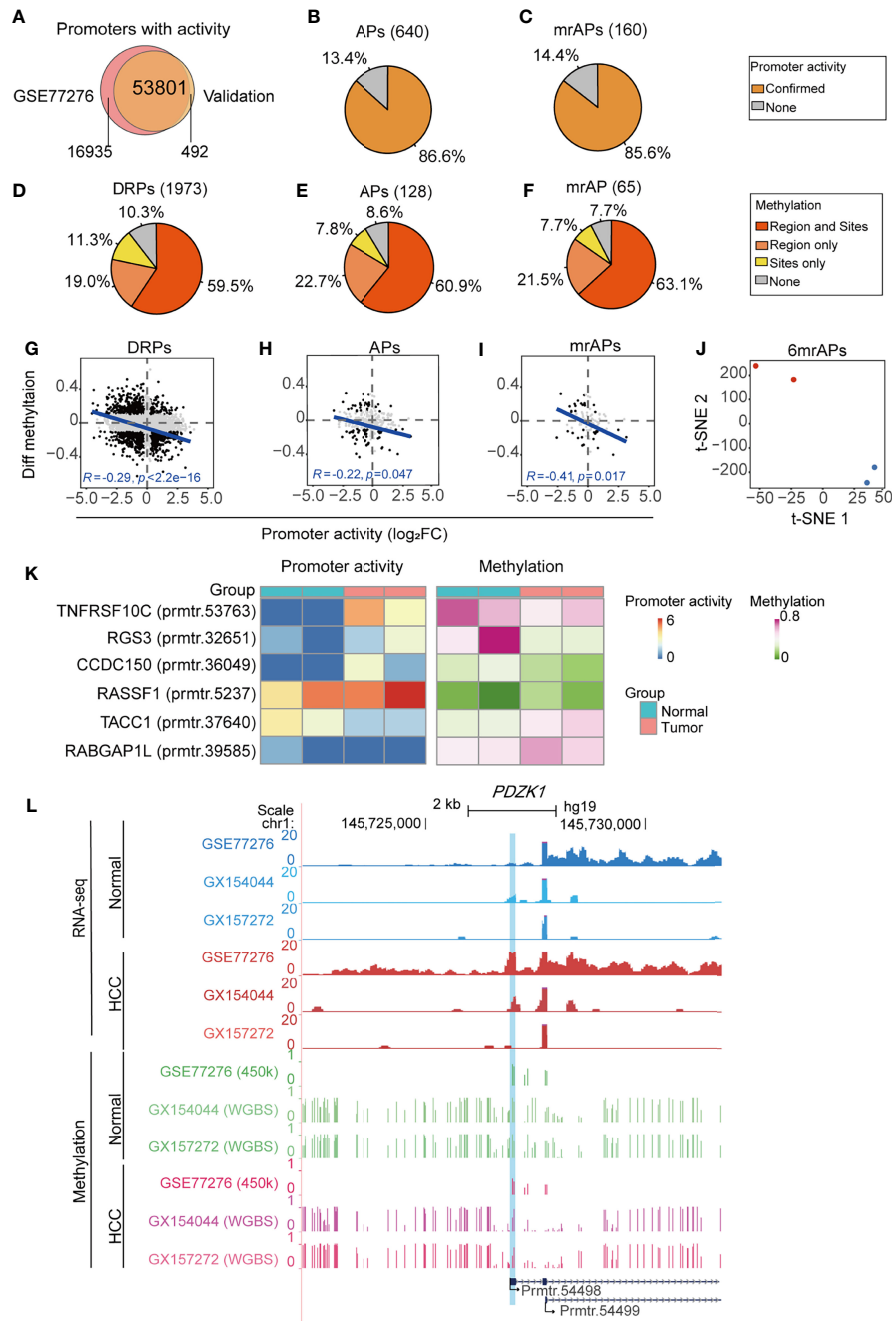 A
Promoters with activity
GSE77276
53801
Validation
16935
492
B
APs (640)
13.4%
86.6%
C
mrAPs (160)
14.4%
85.6%
Promoter activity
Confirmed
None
D
DRPs (1973)
10.3%
11.3%
19.0%
59.5%
E
APs (128)
8.6%
7.8%
22.7%
60.9%
F
mrAP (65)
7.7%
7.7%
21.5%
63.1%
Methylation
Region and Sites
Region only
Sites only
None
G
DRPs
Diff methyltaion
0.4
0
−0.4
R=-0.29, p<2.2e−16
−5.0 −2.5 0 2.5 5.0
H
APs
0.4
0
−0.4
R=-0.22, p=0.047
−5.0 −2.5 0 2.5 5.0
I
mrAPs
0.4
0
−0.4
R=-0.41, p=0.017
−5.0 −2.5 0 2.5 5.0
Promoter activity (log₂FC)
J
6mrAPs
t-SNE 2
200
100
0
−100
−200
−50 −25 0 25 50
t-SNE 1
K
Promoter activity
Methylation
Group
TNFRSF10C (prmtr.53763)
RGS3 (prmtr.32651)
CCDC150 (prmtr.36049)
RASSF1 (prmtr.5237)
TACC1 (prmtr.37640)
RABGAP1L (prmtr.39585)
Promoter activity
6
0
Methylation
0.8
0
Group
Normal
Tumor
L
PDZK1
Scale
2 kb
hg19
chr1:
145,725,000
145,730,000
RNA-seq
Normal
GSE77276
20
0
GX154044
20
0
GX157272
20
0
HCC
GSE77276
20
0
GX154044
20
0
GX157272
20
0
Methylation
Normal
GSE77276 (450k)
1
0
GX154044 (WGBS)
1
0
GX157272 (WGBS)
1
0
HCC
GSE77276 (450k)
1
0
GX154044 (WGBS)
1
0
GX157272 (WGBS)
1
0
Prmtr.54498
Prmtr.54499